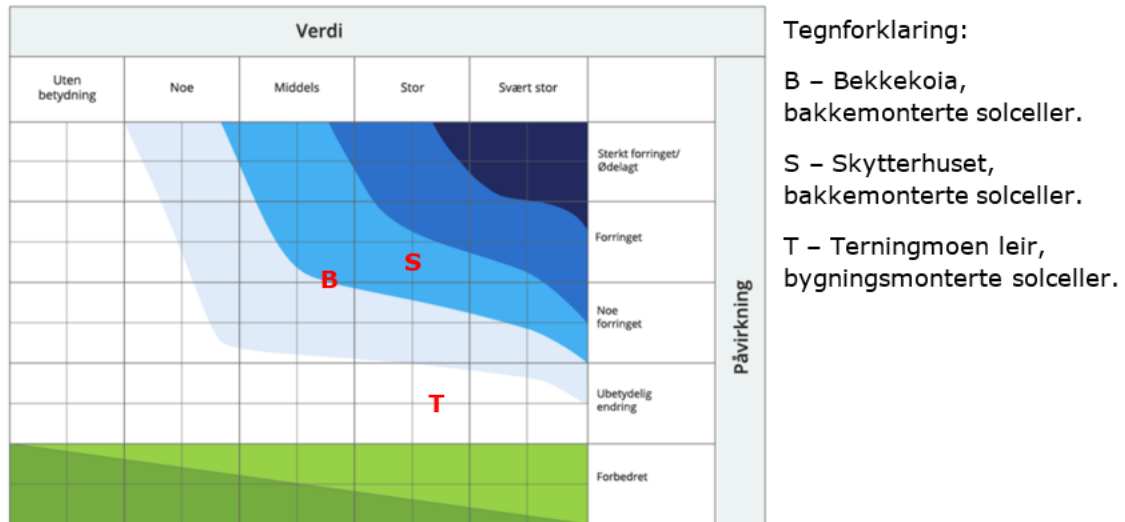 Verdi
Uten
betydning
Noe
Middels
Stor
Svært stor
Sterkt forringet/
Ødelagt
Forringet
Noe
forringet
Ubetydelig
endring
Forbedret
Påvirkning
B
S
T
Tegnforklaring:
B – Bekkekoia,
bakkemonterte solceller.
S – Skytterhuset,
bakkemonterte solceller.
T – Terningmoen leir,
bygningsmonterte solceller.